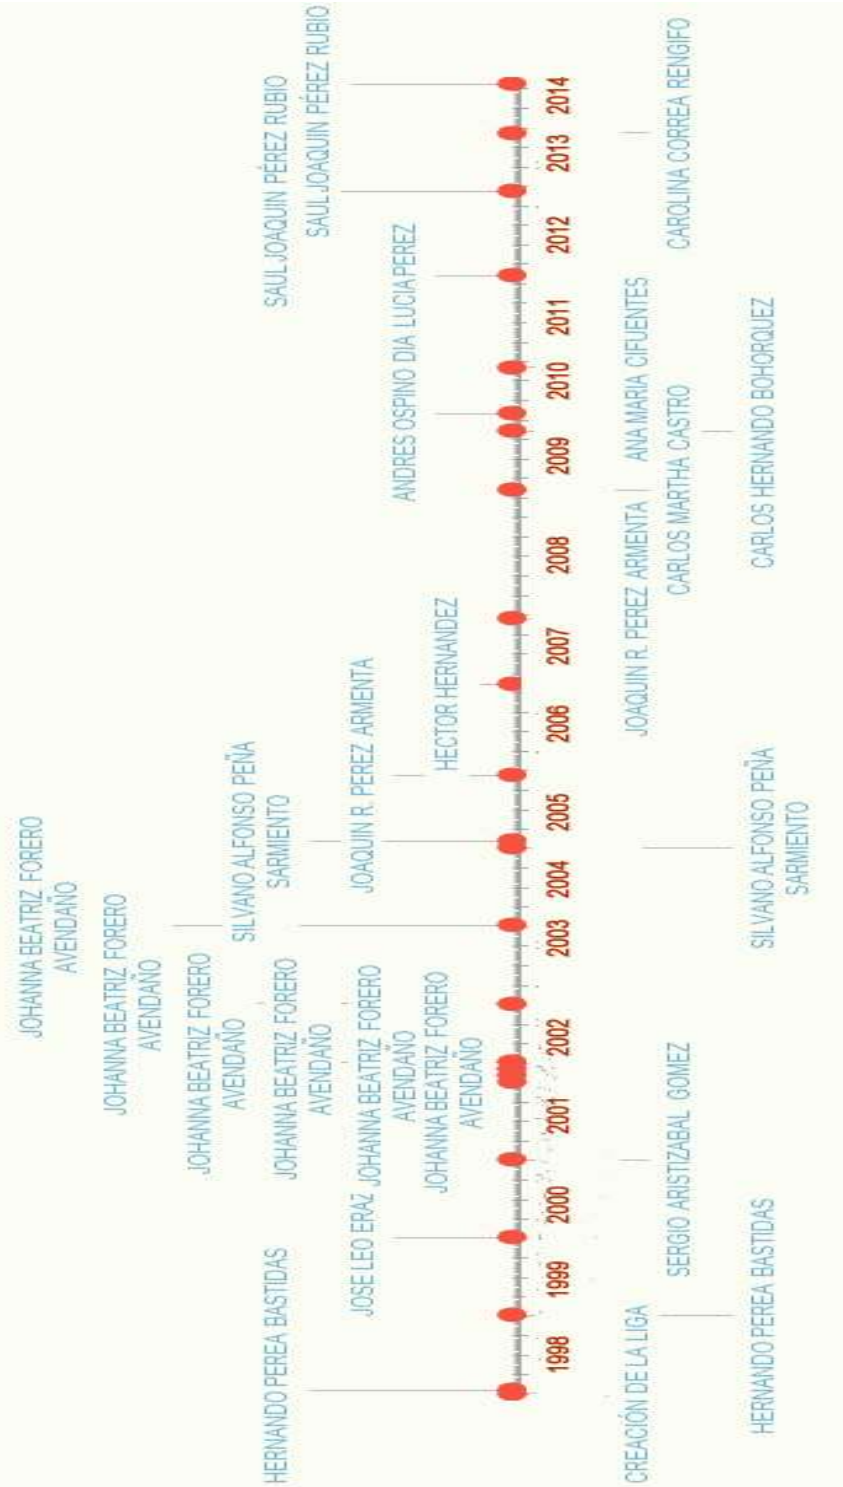 JOHANNA BEATRIZ FORERO
AVENDAÑO
JOHANNA BEATRIZ FORERO
AVENDAÑO
JOHANNA BEATRIZ FORERO
AVENDAÑO
SILVANO ALFONSO PEÑA
SARMIENTO
HERNANDO PEREA BASTIDAS
JOHANNA BEATRIZ FORERO
AVENDAÑO
SAUL JOAQUIN PÉREZ RUBIO
SAUL JOAQUIN PÉREZ RUBIO
JOSE LEO ERAZ
JOHANNA BEATRIZ FORERO
AVENDAÑO
JOAQUIN R. PEREZ ARMENTA
ANDRES OSPINO DIA LUCIA PEREZ
JOHANNA BEATRIZ FORERO
AVENDAÑO
HECTOR HERNANDEZ
1998 1999 2000 2001 2002 2003 2004 2005 2006 2007 2008 2009 2010 2011 2012 2013 2014
CREACIÓN DE LA LIGA
JOAQUIN R. PEREZ ARMENTA
ANA MARIA CIFUENTES
SERGIO ARISTIZABAL GOMEZ
CARLOS MARTHA CASTRO
CAROLINA CORREA RENGIFO
HERNANDO PEREA BASTIDAS
SILVANO ALFONSO PEÑA
SARMIENTO
CARLOS HERNANDO BOHORQUEZ